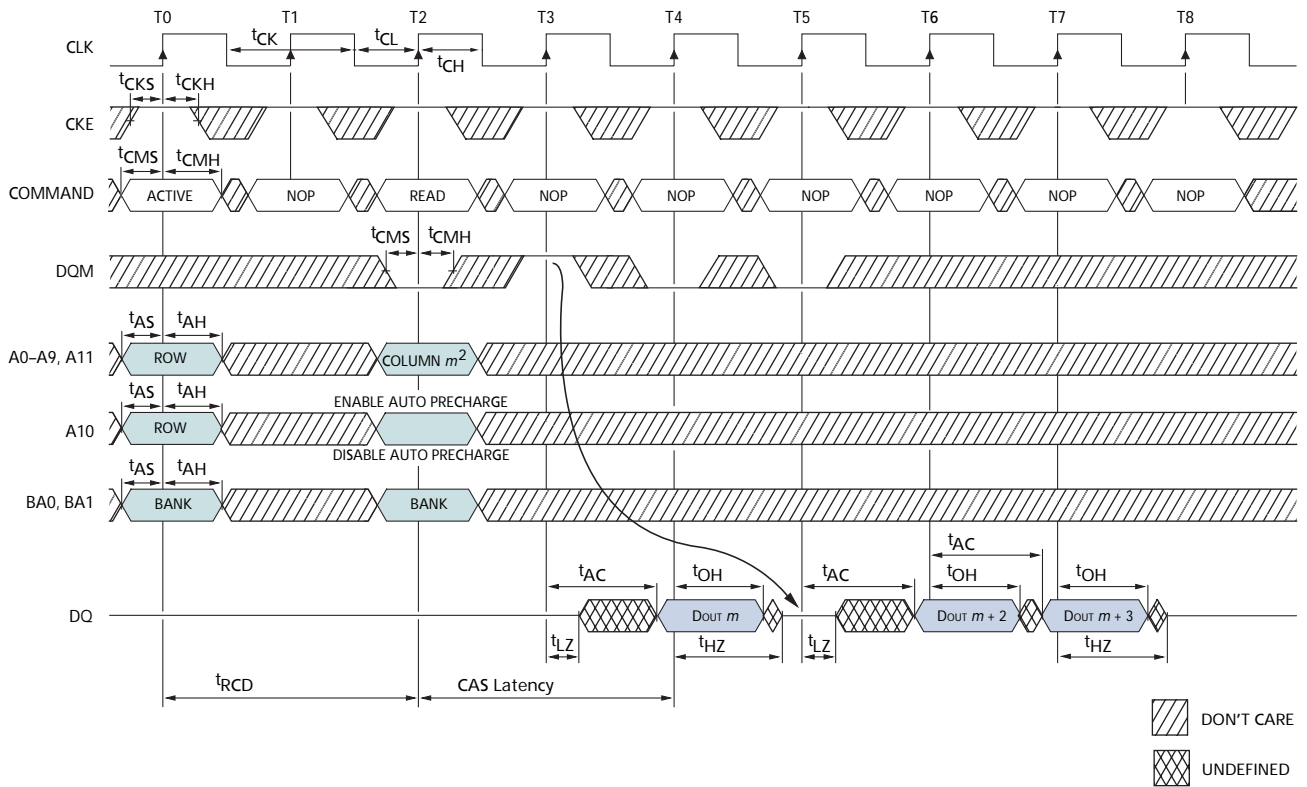 T0 T1 T2 T3 T4 T5 T6 T7 T8
CLK
tCK tCL
tCH
tCKS tCKH
CKE
tCMS tCMH
COMMAND ACTIVE NOP READ NOP NOP NOP NOP NOP NOP
tCMS tCMH
DQM
tAS tAH
A0–A9, A11 ROW COLUMN m2
tAS tAH
ENABLE AUTO PRECHARGE
A10 ROW
DISABLE AUTO PRECHARGE
tAS tAH
BA0, BA1 BANK BANK
tAC
tAC tOH tAC tOH tOH
DQ DOUT m DOUT m + 2 DOUT m + 3
tLZ tHZ tLZ tHZ
tRCD CAS Latency
DON'T CARE
UNDEFINED